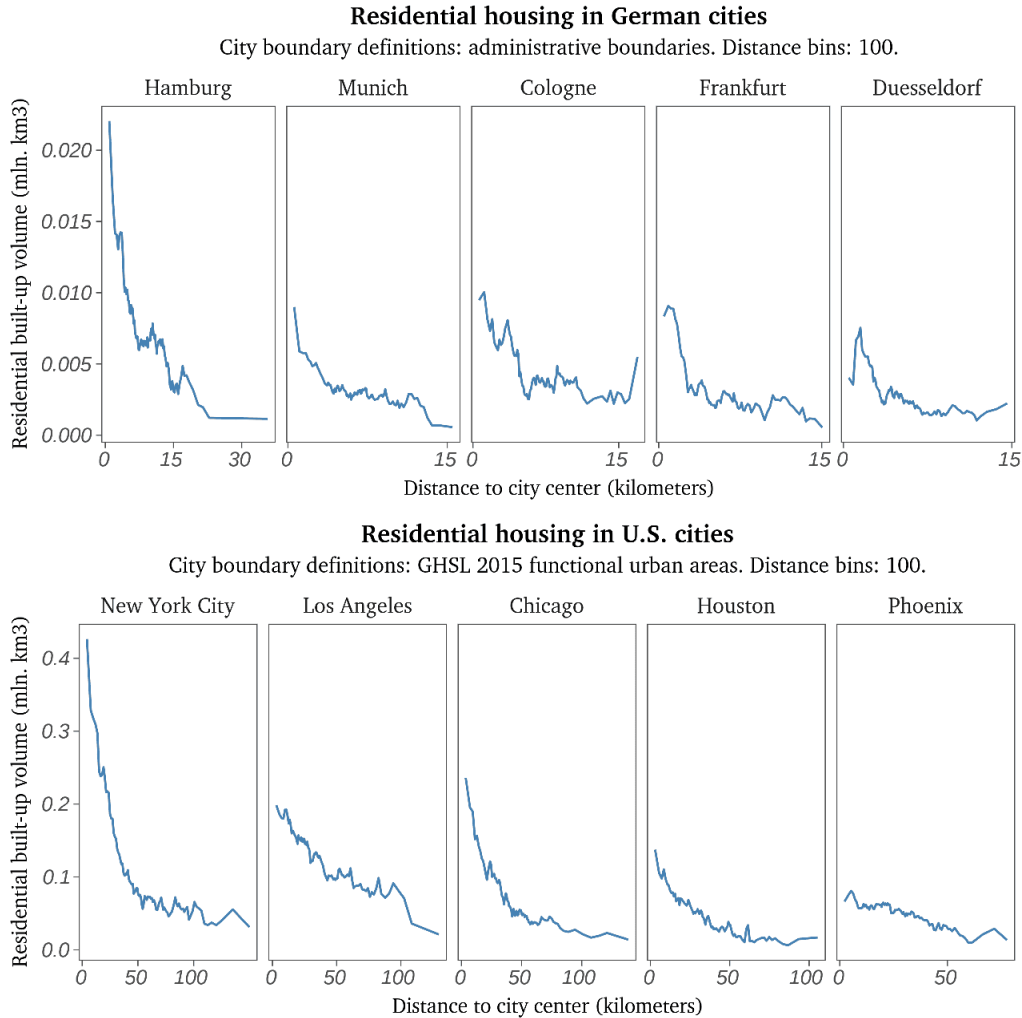 Residential housing in German cities
City boundary definitions: administrative boundaries. Distance bins: 100.
Hamburg Munich Cologne Frankfurt Duesseldorf
Residential built-up volume (mln. km3)
0.020
0.015
0.010
0.005
0.000
0 15 30 0 15 0 15 0 15 0 15
Distance to city center (kilometers)
Residential housing in U.S. cities
City boundary definitions: GHSL 2015 functional urban areas. Distance bins: 100.
New York City Los Angeles Chicago Houston Phoenix
Residential built-up volume (mln. km3)
0.4
0.3
0.2
0.1
0.0
0 50 100 0 50 100 0 50 100 0 50 100 0 50
Distance to city center (kilometers)